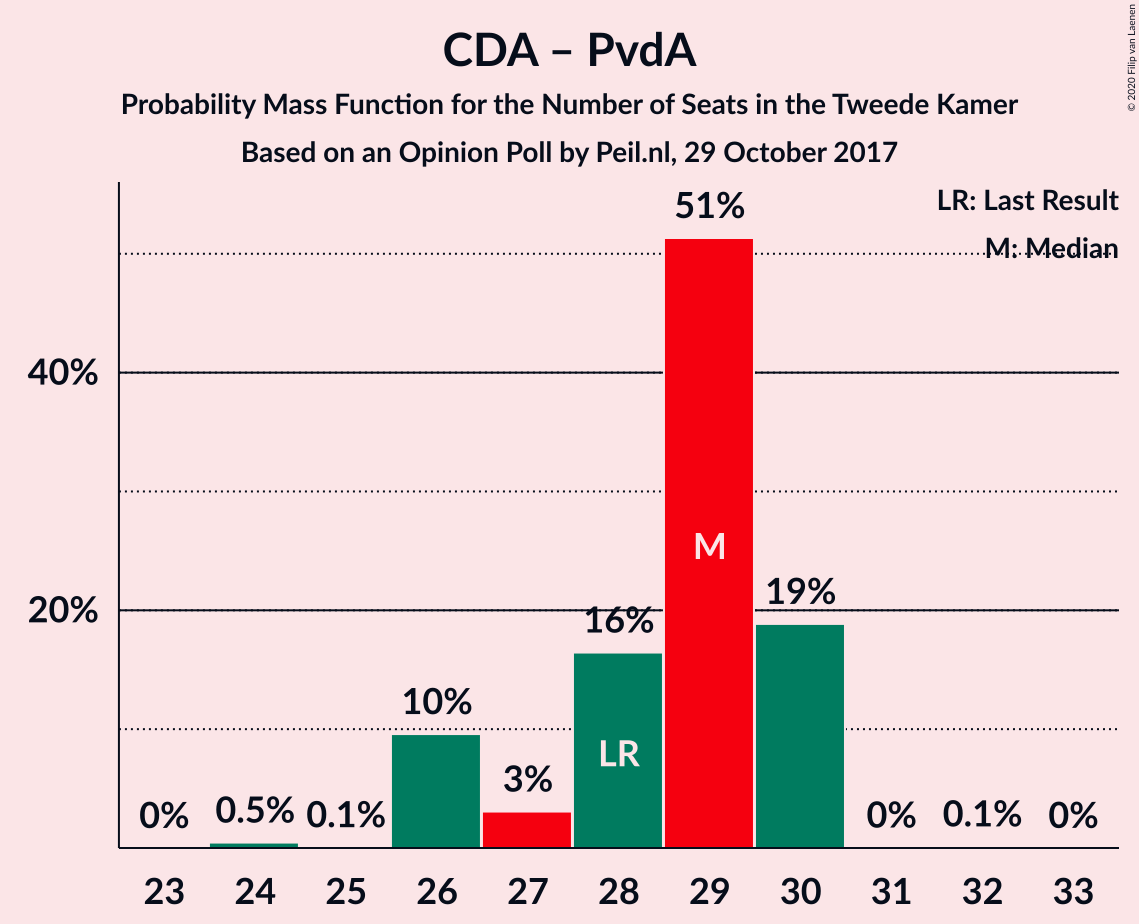 CDA – PvdA
Probability Mass Function for the Number of Seats in the Tweede Kamer
Based on an Opinion Poll by Peil.nl, 29 October 2017
© 2020 Filip van Laenen
LR: Last Result
M: Median
51%
40%
M
20%
19%
16%
10%
LR
3%
0%
0.5%
0.1%
0%
0.1%
0%
23 24 25 26 27 28 29 30 31 32 33